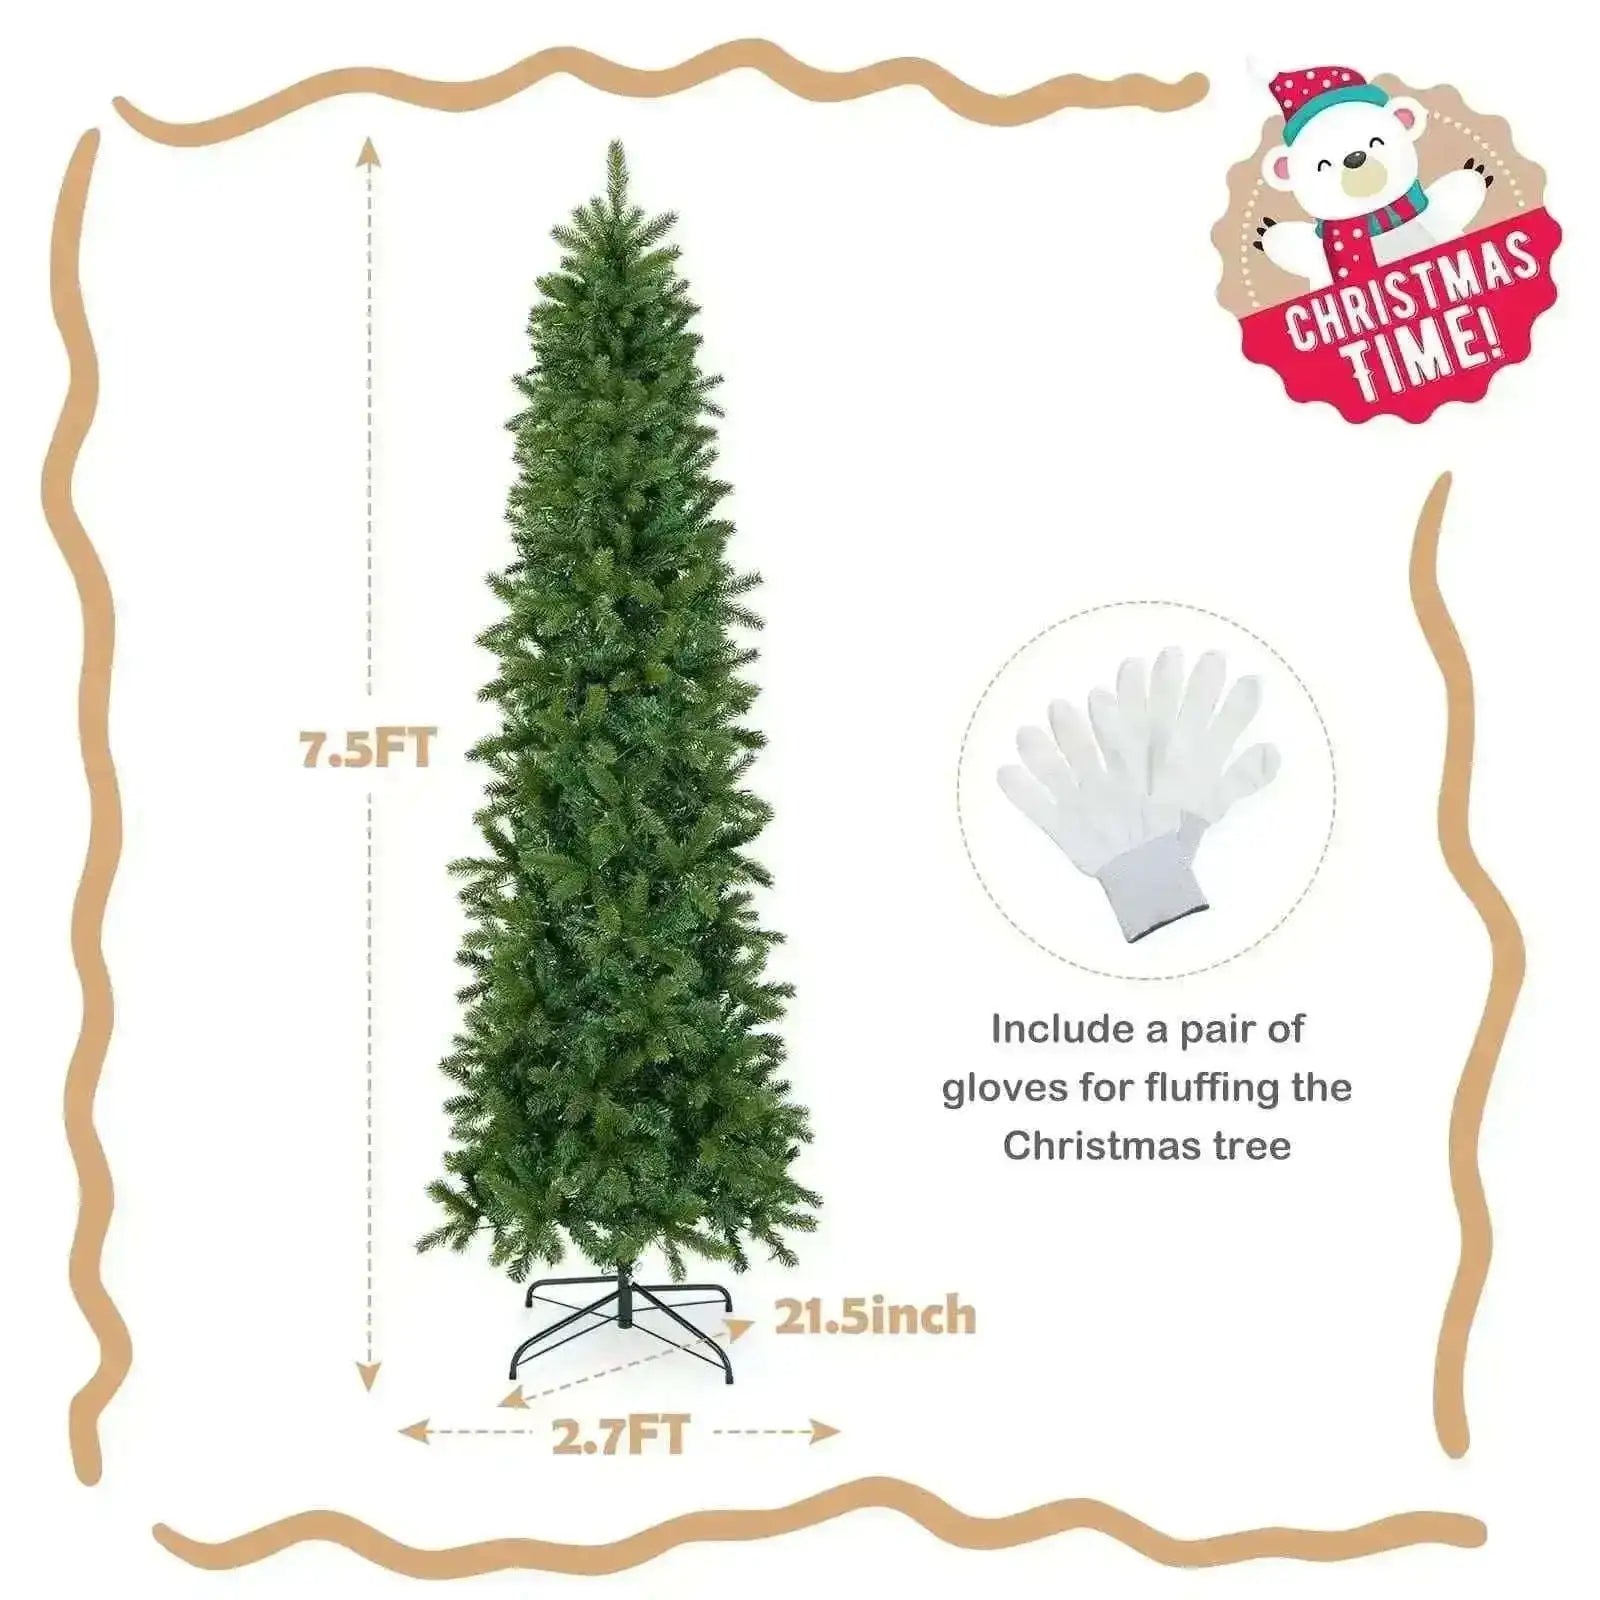 CHRISTMAS
TIME!
7.5FT
Include a pair of
gloves for fluffing the
Christmas tree
21.5inch
2.7FT